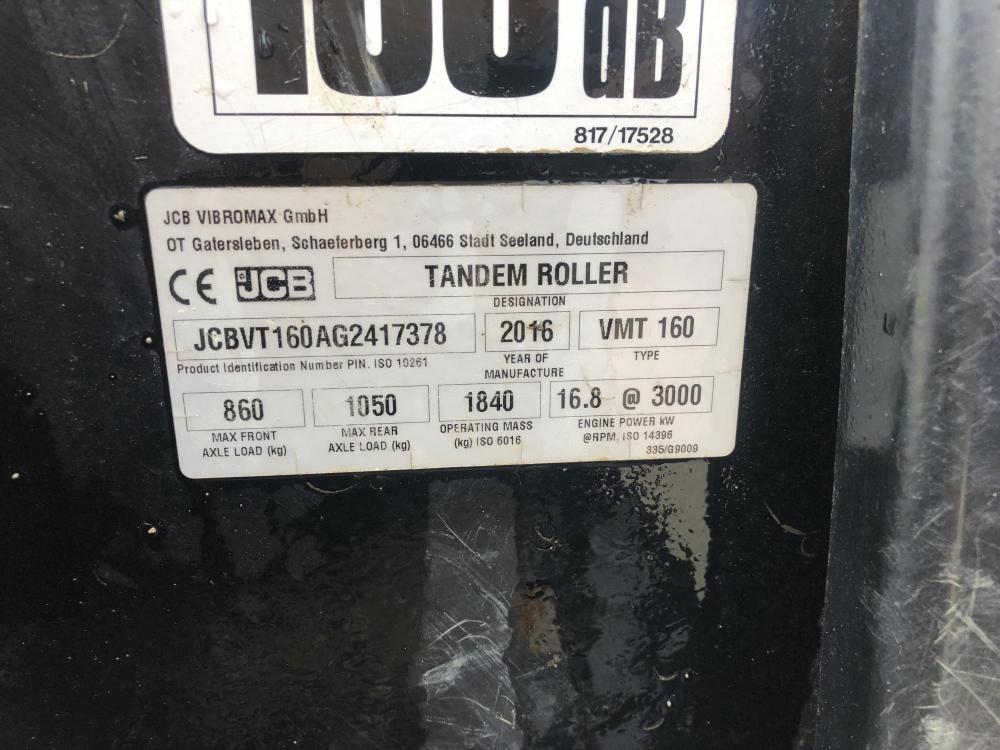 dB
817/17528
JCB VIBROMAX GmbH
OT Gatersleben, Schaeferberg 1, 06466 Stadt Seeland, Deutschland
CE JCB TANDEM ROLLER
DESIGNATION
JCBVT160AG2417378 2016 VMT 160
Product Identification Number PIN. ISO 10261 YEAR OF MANUFACTURE TYPE
860 1050 1840 16.8 @ 3000
MAX FRONT AXLE LOAD (kg) MAX REAR AXLE LOAD (kg) OPERATING MASS (kg) ISO 6016 ENGINE POWER kW @RPM, ISO 14396
335/G9009